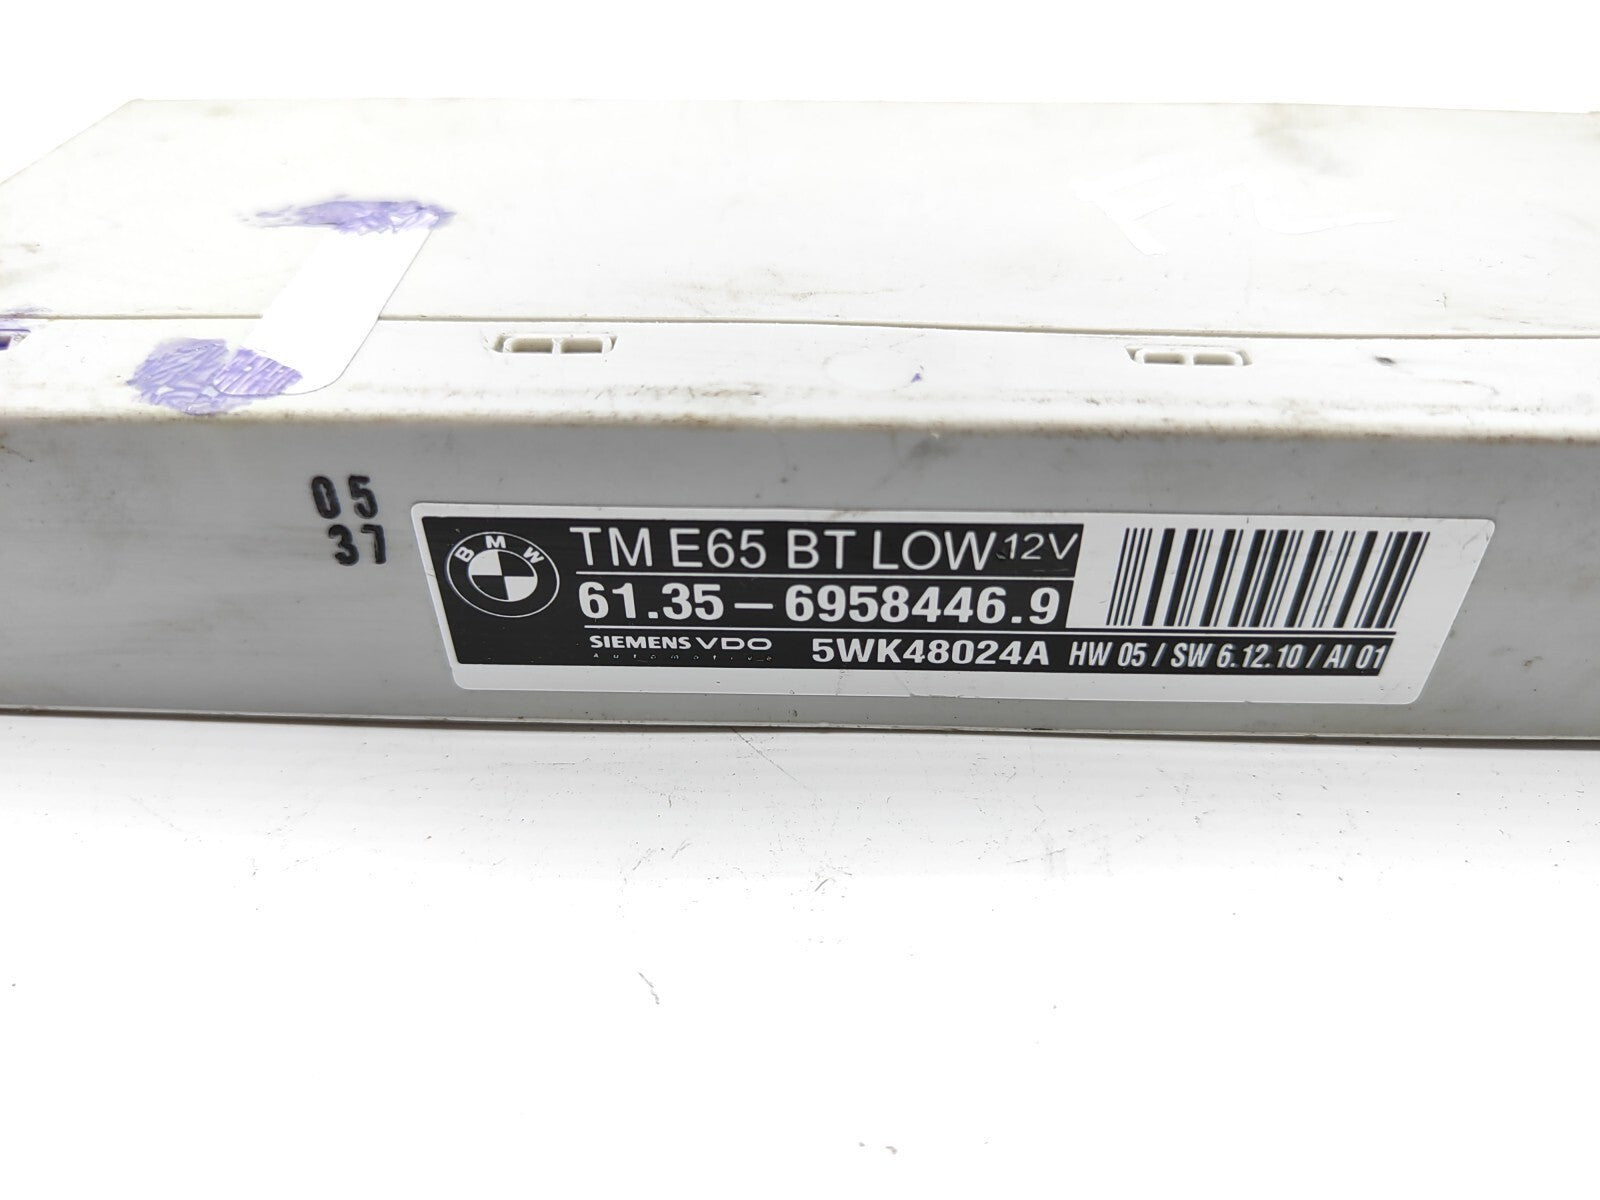 05
37
BMW
TM E65 BT LOW 12V
61.35 – 6958446.9
SIEMENS VDO
Automotive
5WK48024A HW 05 / SW 6.12.10 / AI 01